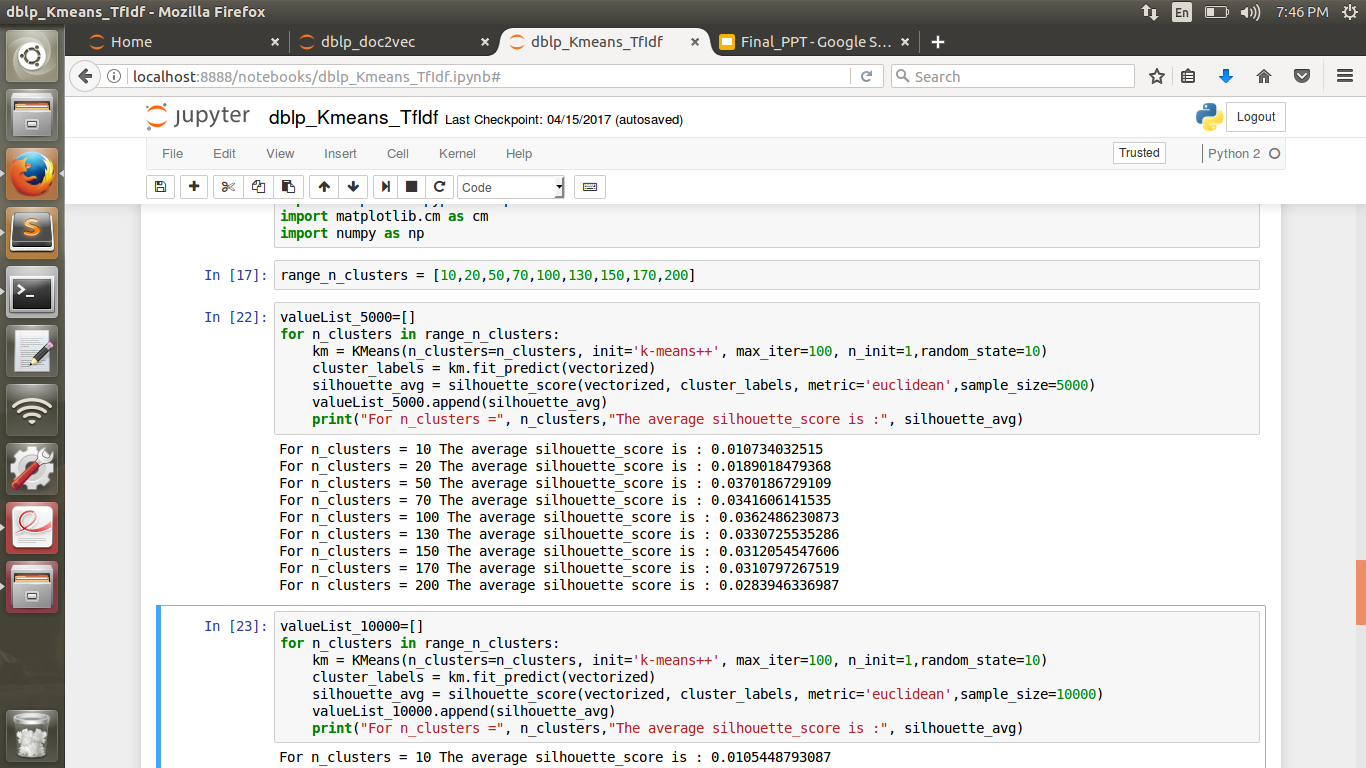 dblp_Kmeans_TfIdf - Mozilla Firefox
En
7:46 PM
Home
dblp_doc2vec
dblp_Kmeans_TfIdf
Final_PPT - Google S...
localhost:8888/notebooks/dblp_Kmeans_TfIdf.ipynb#
Search
jupyter
dblp_Kmeans_TfIdf Last Checkpoint: 04/15/2017 (autosaved)
Logout
File Edit View Insert Cell Kernel Help
Trusted
Python 2
Code
import matplotlib.cm as cm
import numpy as np
In [17]: range_n_clusters = [10,20,50,70,100,130,150,170,200]
In [22]: valueList_5000=[]
for n_clusters in range_n_clusters:
    km = KMeans(n_clusters=n_clusters, init='k-means++', max_iter=100, n_init=1,random_state=10)
    cluster_labels = km.fit_predict(vectorized)
    silhouette_avg = silhouette_score(vectorized, cluster_labels, metric='euclidean',sample_size=5000)
    valueList_5000.append(silhouette_avg)
    print("For n_clusters =", n_clusters,"The average silhouette_score is :", silhouette_avg)
For n_clusters = 10 The average silhouette_score is : 0.010734032515
For n_clusters = 20 The average silhouette_score is : 0.0189018479368
For n_clusters = 50 The average silhouette_score is : 0.0370186729109
For n_clusters = 70 The average silhouette_score is : 0.0341606141535
For n_clusters = 100 The average silhouette_score is : 0.0362486230873
For n_clusters = 130 The average silhouette_score is : 0.0330725535286
For n_clusters = 150 The average silhouette_score is : 0.0312054547606
For n_clusters = 170 The average silhouette_score is : 0.0310797267519
For n_clusters = 200 The average silhouette_score is : 0.0283946336987
In [23]: valueList_10000=[]
for n_clusters in range_n_clusters:
    km = KMeans(n_clusters=n_clusters, init='k-means++', max_iter=100, n_init=1,random_state=10)
    cluster_labels = km.fit_predict(vectorized)
    silhouette_avg = silhouette_score(vectorized, cluster_labels, metric='euclidean',sample_size=10000)
    valueList_10000.append(silhouette_avg)
    print("For n_clusters =", n_clusters,"The average silhouette_score is :", silhouette_avg)
For n_clusters = 10 The average silhouette_score is : 0.0105448793087